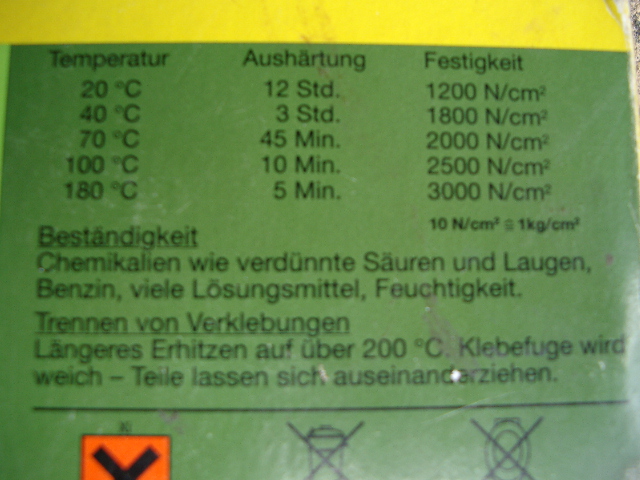 Temperatur Aushärtung Festigkeit
20 °C 12 Std. 1200 N/cm²
40 °C 3 Std. 1800 N/cm²
70 °C 45 Min. 2000 N/cm²
100 °C 10 Min. 2500 N/cm²
180 °C 5 Min. 3000 N/cm²
10 N/cm² ≙ 1kg/cm²
Beständigkeit
Chemikalien wie verdünnte Säuren und Laugen,
Benzin, viele Lösungsmittel, Feuchtigkeit.
Trennen von Verklebungen
Längeres Erhitzen auf über 200 °C. Klebefuge wird
weich – Teile lassen sich auseinanderziehen.